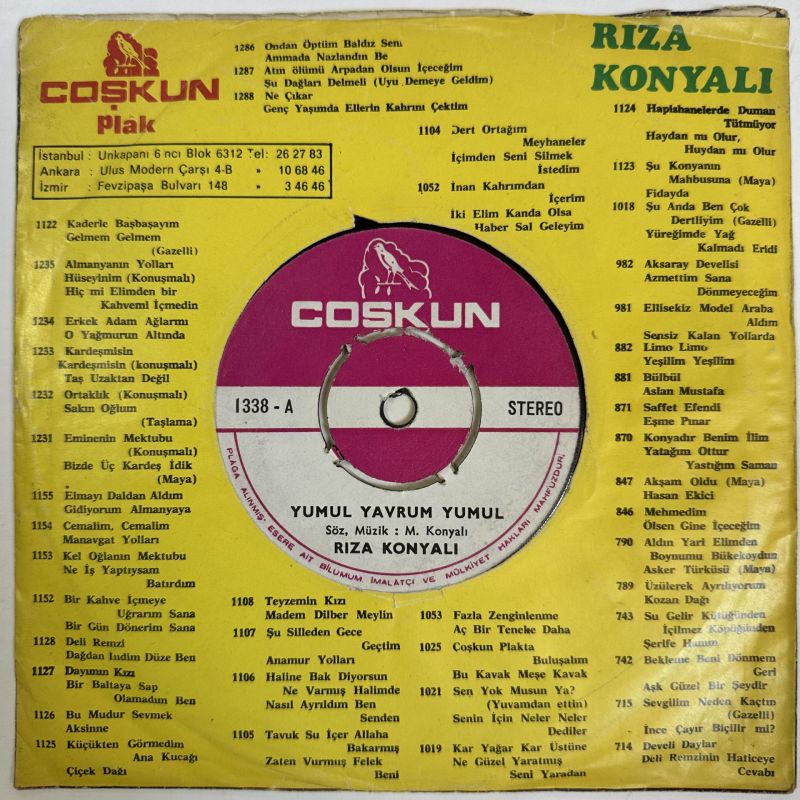 COŞKUN
Plak
İstanbul : Unkapanı 6 ncı Blok 6312 Tel: 26 27 83
Ankara : Ulus Modern Çarşı 4-B " 10 68 46
İzmir : Fevzipaşa Bulvarı 148 " 3 46 46
1286 Ondan Öptüm Baldız Seni
Ammada Nazlandın Be
1287 Atın ölümü Arpadan Olsun İçeceğim
Şu Dağları Delmeli (Uyu Demeye Geldim)
1288 Ne Çıkar
Genç Yaşımda Ellerin Kahrını Çektim
RIZA
KONYALI
1104 Dert Ortağım
Meyhaneler
İçimden Seni Silmek
İstedim
1052 İnan Kahrımdan
İçerim
İki Elim Kanda Olsa
Haber Sal Geleyim
1124 Hapishanelerde Duman
Tütmüyor
Haydan mı Olur,
Huydan mı Olur
1123 Şu Konyanın
Mahbusuna (Maya)
Fidayda
1018 Şu Anda Ben Çok
Dertliyim (Gazelli)
Yüreğimde Yağ
Kalmadı Eridi
982 Aksaray Develisi
Azmettim Sana
Dönmeyeceğim
981 Ellisekiz Model Araba
Aldım
Sensiz Kalan Yollarda
882 Limo Limo
Yeşilim Yeşilim
881 Bülbül
Aslan Mustafa
871 Saffet Efendi
Eşme Pınar
870 Konyadır Benim İlim
Yatağım Ottur
Yastığım Saman
847 Akşam Oldu (Maya)
Hasan Ekici
846 Mehmedim
Ölsen Gine İçeceğim
790 Aldın Yari Elimden
Boynumu Bükekoydun
Asker Türküsü (Maya)
789 Üzülerek Ayrılıyorum
Kozan Dağı
743 Su Gelir Kütüğünden
İçilmez Köpüğünden
Şerife Hanım
742 Bekleme Beni Dönmem
Geri
Aşk Güzel Bir Şeydir
715 Sevgilim Neden Kaçtın
(Gazelli)
İnce Çayır Biçilir mi?
714 Develi Daylar
Deli Remzinin Haticeye
Cevabı
1122 Kaderle Başbaşayım
Gelmem Gelmem
(Gazelli)
1235 Almanyanın Yolları
Hüseyinim (Konuşmalı)
Hiç mi Elimden bir
Kahvemi İçmedin
1234 Erkek Adam Ağlarmı
O Yağmurun Altında
1233 Kardeşmisin
Kardeşmisin (konuşmalı)
Taş Uzaktan Değil
1232 Ortaklık (Konuşmalı)
Sakın Oğlum
(Taşlama)
1231 Eminenin Mektubu
(Konuşmalı)
Bizde Üç Kardeş İdik
(Maya)
1155 Elmayı Daldan Aldım
Gidiyorum Almanyaya
1154 Cemalim, Cemalim
Manavgat Yolları
1153 Kel Oğlanın Mektubu
Ne İş Yaptıysam
Batırdım
1152 Bir Kahve İçmeye
Uğrarım Sana
Bir Gün Dönerim Sana
1128 Deli Remzi
Dağdan İndim Düze Ben
1127 Dayımın Kızı
Bir Baltaya Sap
Olamadım Ben
1126 Bu Mudur Sevmek
Aksinne
1125 Küçükten Görmedim
Ana Kucağı
Çiçek Dağı
COŞKUN
1338 - A
STEREO
YUMUL YAVRUM YUMUL
Söz, Müzik : M. Konyalı
RIZA KONYALI
PLAĞA ALINMIŞ ESERE AİT BİLUMUM İMALATÇI VE MÜLKİYET HAKLARI MAHFUZDUR.
1108 Teyzemin Kızı
Madem Dilber Meylin
1107 Şu Silleden Gece
Geçtim
Anamur Yolları
1106 Haline Bak Diyorsun
Ne Varmış Halimde
Nasıl Ayrıldım Ben
Senden
1105 Tavuk Su İçer Allaha
Bakarmış
Zaten Vurmuş Felek
Beni
1053 Fazla Zenginlenme
Aç Bir Teneke Daha
1025 Coşkun Plakta
Buluşalım
Bu Kavak Meşe Kavak
1021 Sen Yok Musun Ya?
(Yuvamdan ettin)
Senin İçin Neler Neler
Dediler
1019 Kar Yağar Kar Üstüne
Ne Güzel Yaratmış
Seni Yaradan